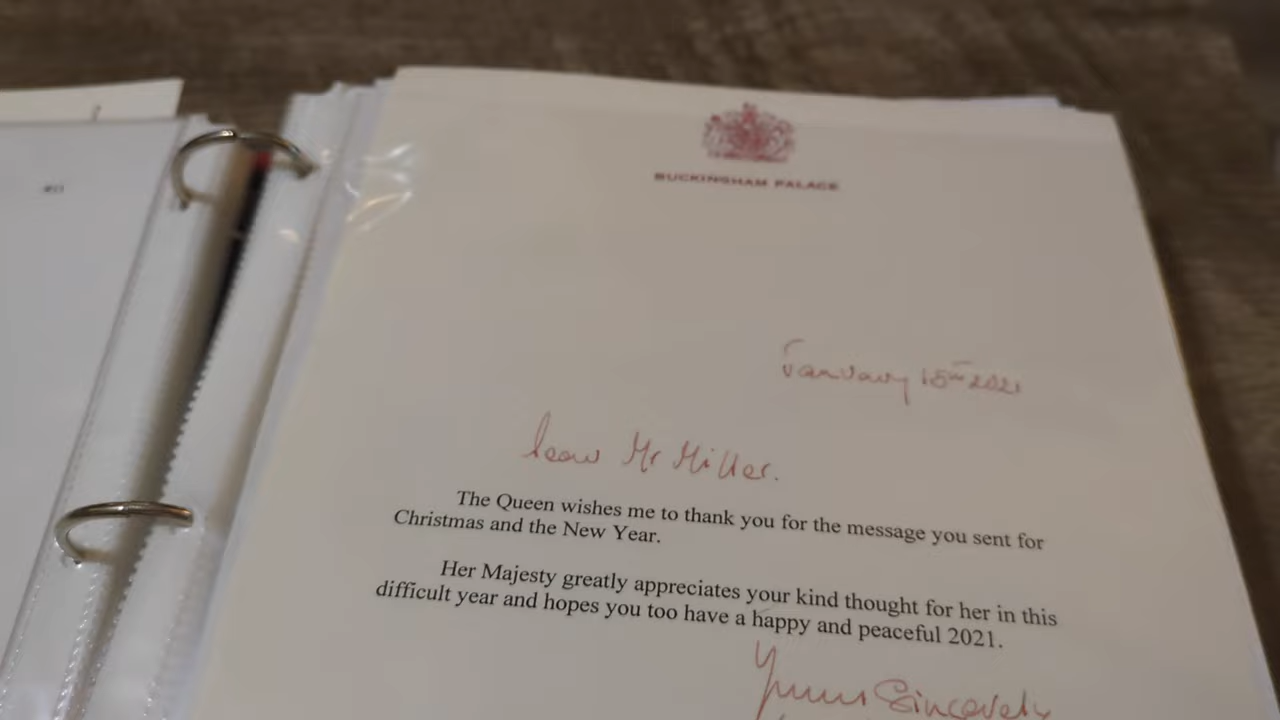 BUCKINGHAM PALACE
January 15th 2021
Dear Mr Miller.
The Queen wishes me to thank you for the message you sent for
Christmas and the New Year.
Her Majesty greatly appreciates your kind thought for her in this
difficult year and hopes you too have a happy and peaceful 2021.
Yours Sincerely